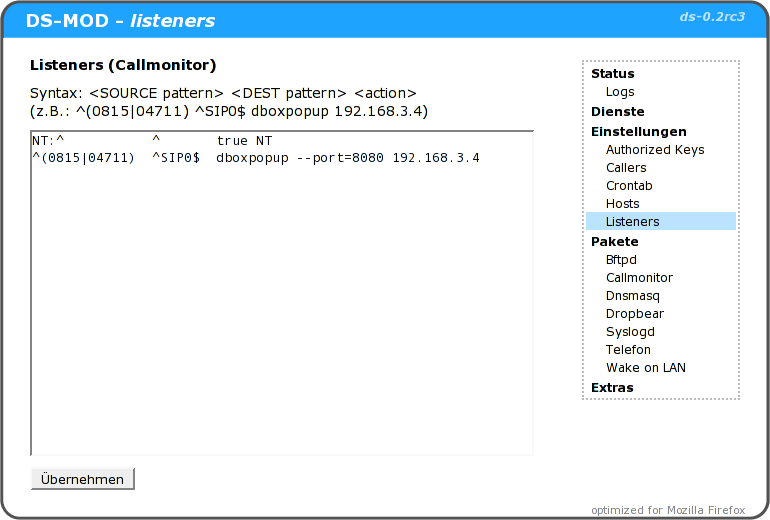 DS–MOD – listeners
ds-0.2rc3
Listeners (Callmonitor)
Syntax: <SOURCE pattern> <DEST pattern> <action>
(z.B.: ^(0815|04711) ^SIP0$ dboxpopup 192.168.3.4)
NT:^ ^ true NT
^(0815|04711) ^SIP0$ dboxpopup --port=8080 192.168.3.4
Übernehmen
Status
Logs
Dienste
Einstellungen
Authorized Keys
Callers
Crontab
Hosts
Listeners
Pakete
Bftpd
Callmonitor
Dnsmasq
Dropbear
Syslogd
Telefon
Wake on LAN
Extras
optimized for Mozilla Firefox